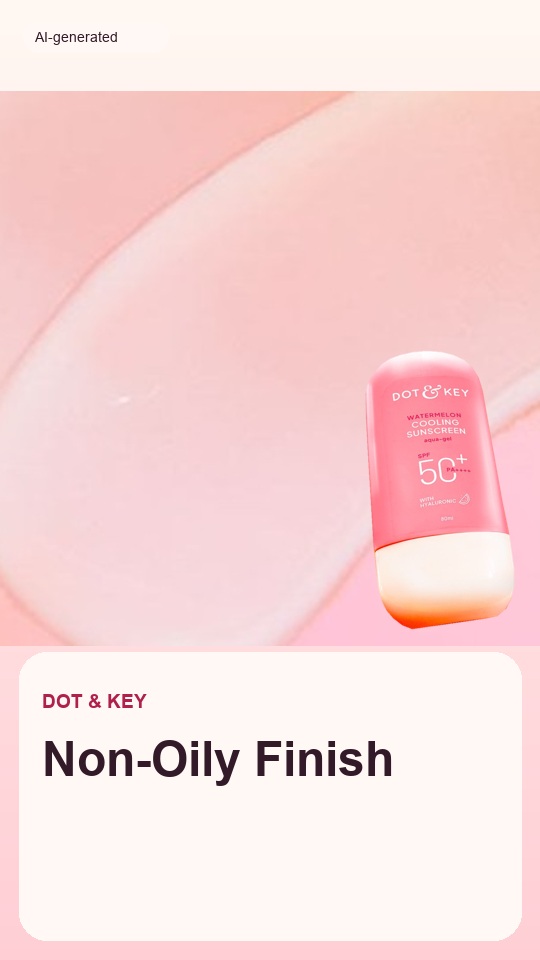 AI-generated
DOT & KEY
WATERMELON
COOLING
SUNSCREEN
aqua-gel
SPF
50+
PA++++
WITH
HYALURONIC
DOT & KEY
Non-Oily Finish